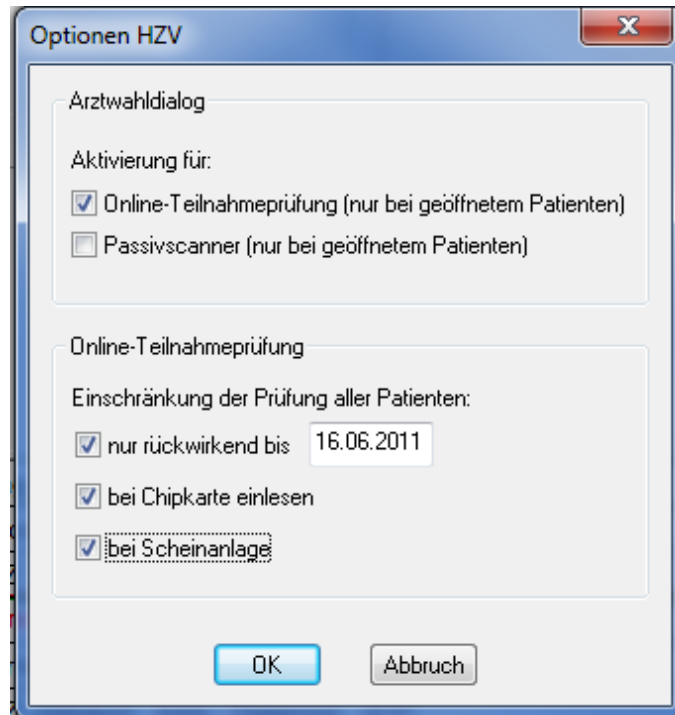 Optionen HZV
Arztwahldialog
Aktivierung für:
Online-Teilnahmeprüfung (nur bei geöffnetem Patienten)
Passivscanner (nur bei geöffnetem Patienten)
Online-Teilnahmeprüfung
Einschränkung der Prüfung aller Patienten:
nur rückwirkend bis 16.06.2011
bei Chipkarte einlesen
bei Scheinanlage
OK Abbruch